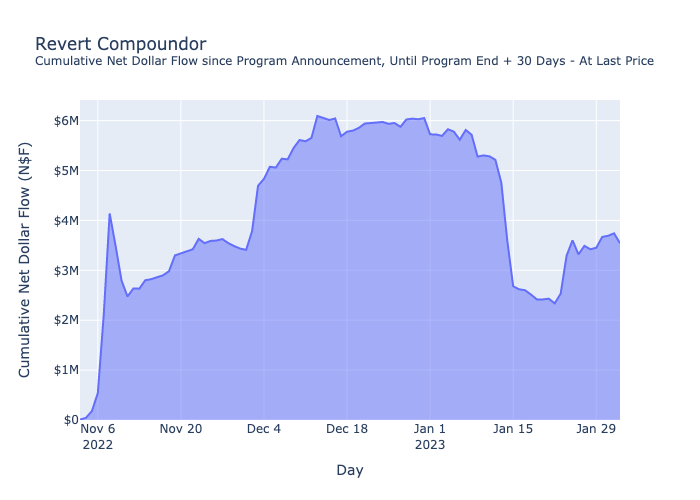 Revert Compoundor
Cumulative Net Dollar Flow since Program Announcement, Until Program End + 30 Days - At Last Price
Cumulative Net Dollar Flow (N$F)
$6M
$5M
$4M
$3M
$2M
$1M
$0
Nov 6 Nov 20 Dec 4 Dec 18 Jan 1 Jan 15 Jan 29
2022 2023
Day